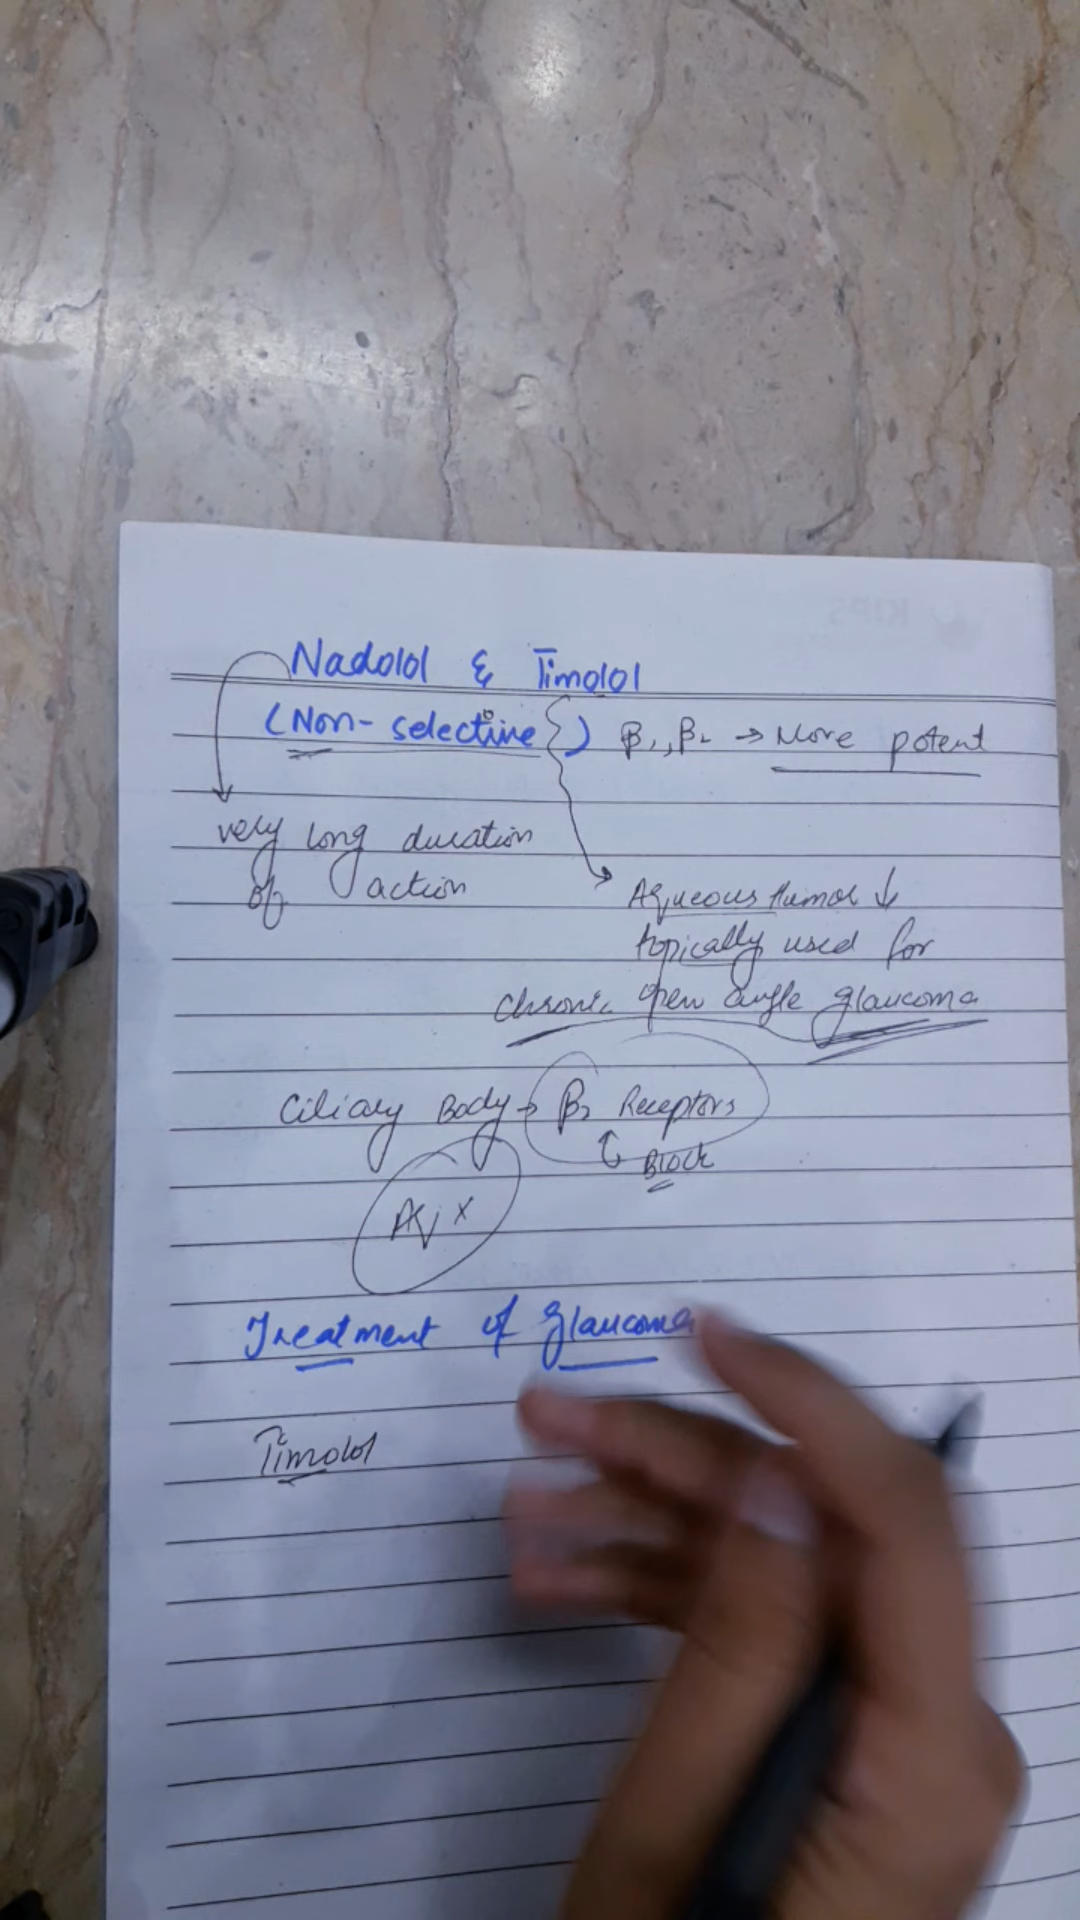 Nadolol & Timolol
(Non-selective) β1, β2 → More potent
very long duration
of action
Aqueous Humor ↓
topically used for
chronic open angle glaucoma
Ciliary Body → β2 Receptors
Block
Aq x
Treatment of Glaucoma
Timolol